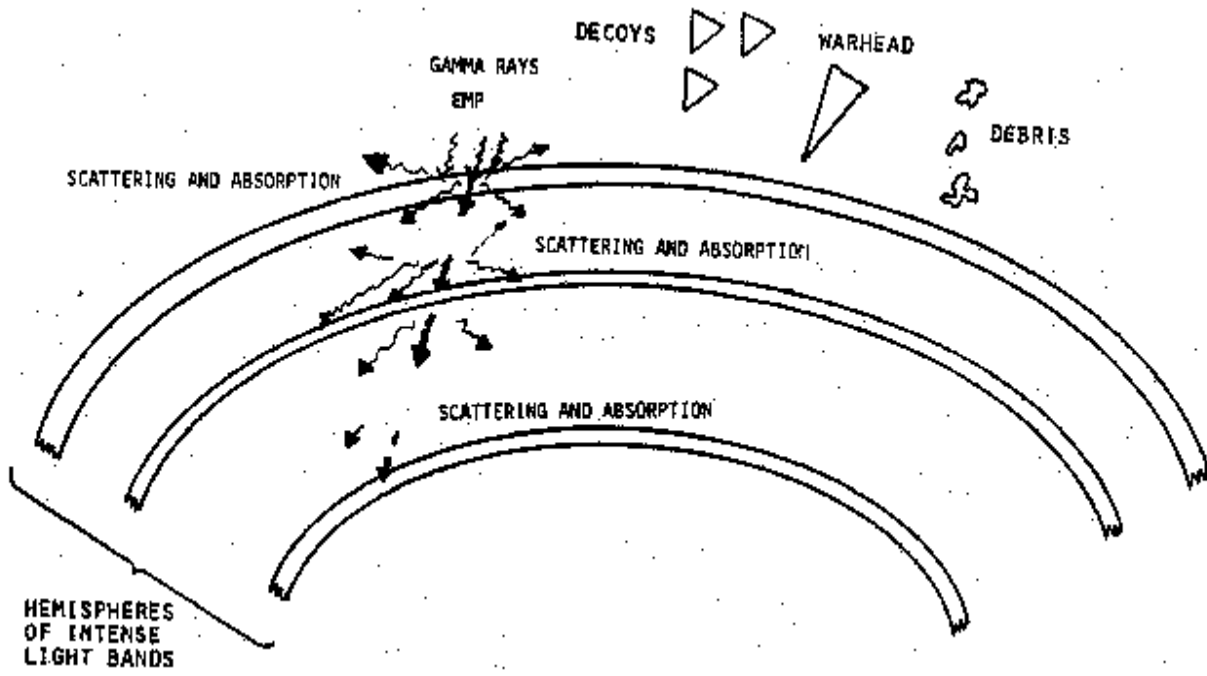 DECOYS
WARHEAD
GAMMA RAYS
EMP
DEBRIS
SCATTERING AND ABSORPTION
SCATTERING AND ABSORPTION
SCATTERING AND ABSORPTION
HEMISPHERES
OF INTENSE
LIGHT BANDS